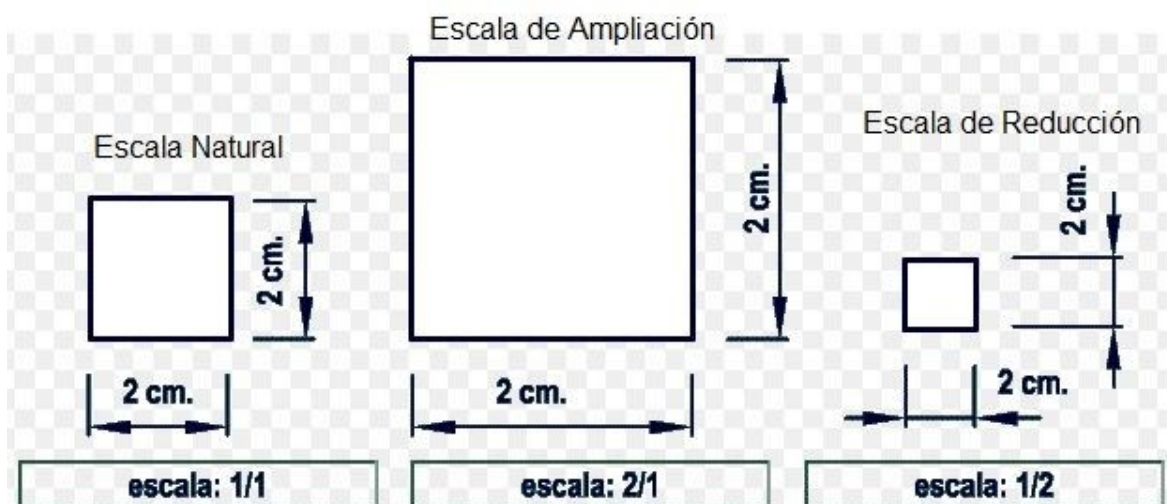 Escala de Ampliación
Escala Natural
Escala de Reducción
2 cm.
2 cm.
2 cm.
2 cm.
2 cm.
2 cm.
escala: 1/1
escala: 2/1
escala: 1/2